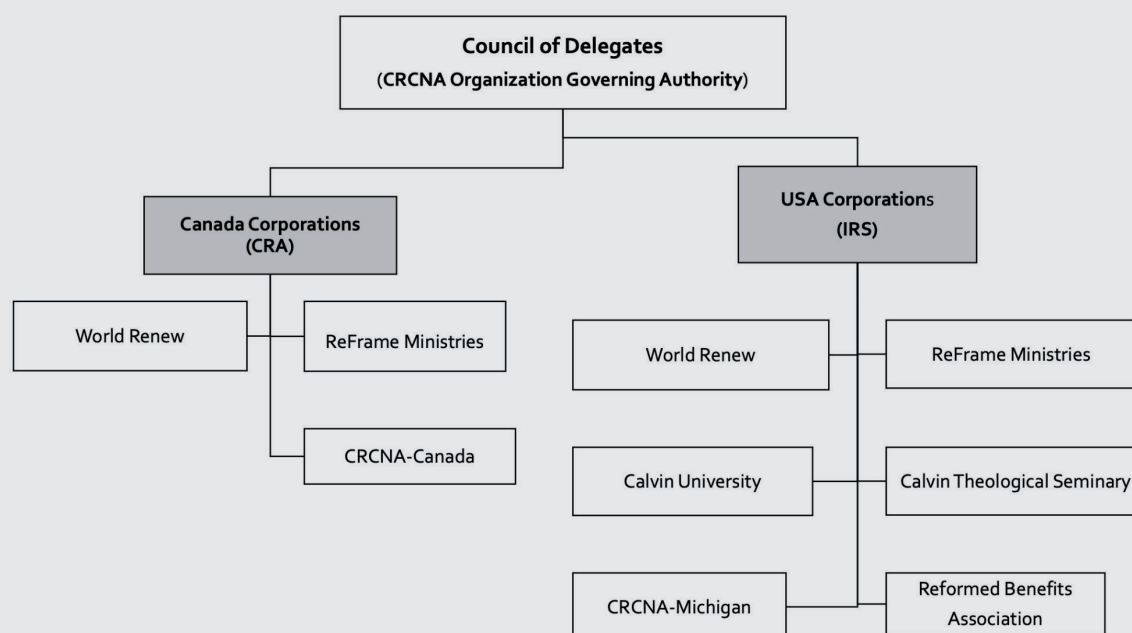 Council of Delegates
(CRCNA Organization Governing Authority)
Canada Corporations
(CRA)
USA Corporations
(IRS)
World Renew
ReFrame Ministries
CRCNA-Canada
World Renew
ReFrame Ministries
Calvin University
Calvin Theological Seminary
CRCNA-Michigan
Reformed Benefits
Association